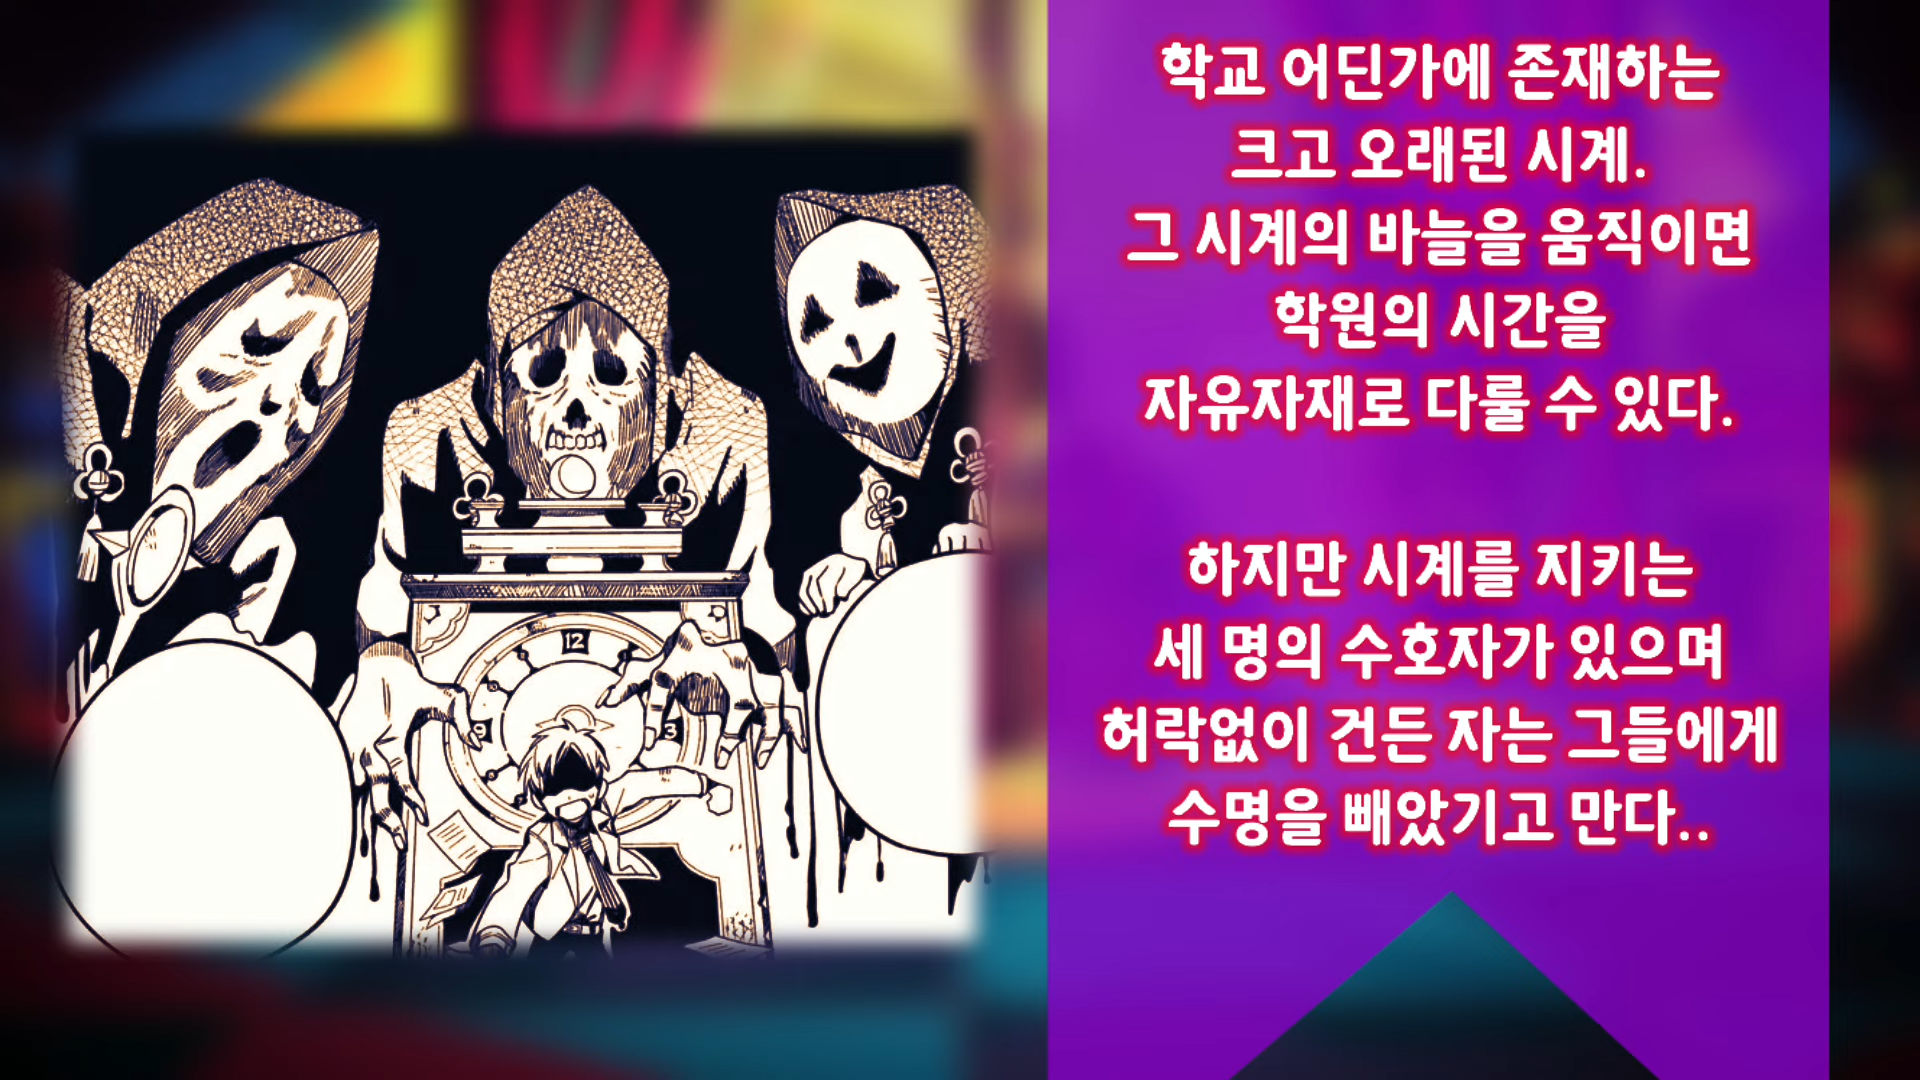 학교 어딘가에 존재하는
크고 오래된 시계.
그 시계의 바늘을 움직이면
학원의 시간을
자유자재로 다룰 수 있다.
하지만 시계를 지키는
세 명의 수호자가 있으며
허락없이 건든 자는 그들에게
수명을 빼았기고 만다..
12
9
3